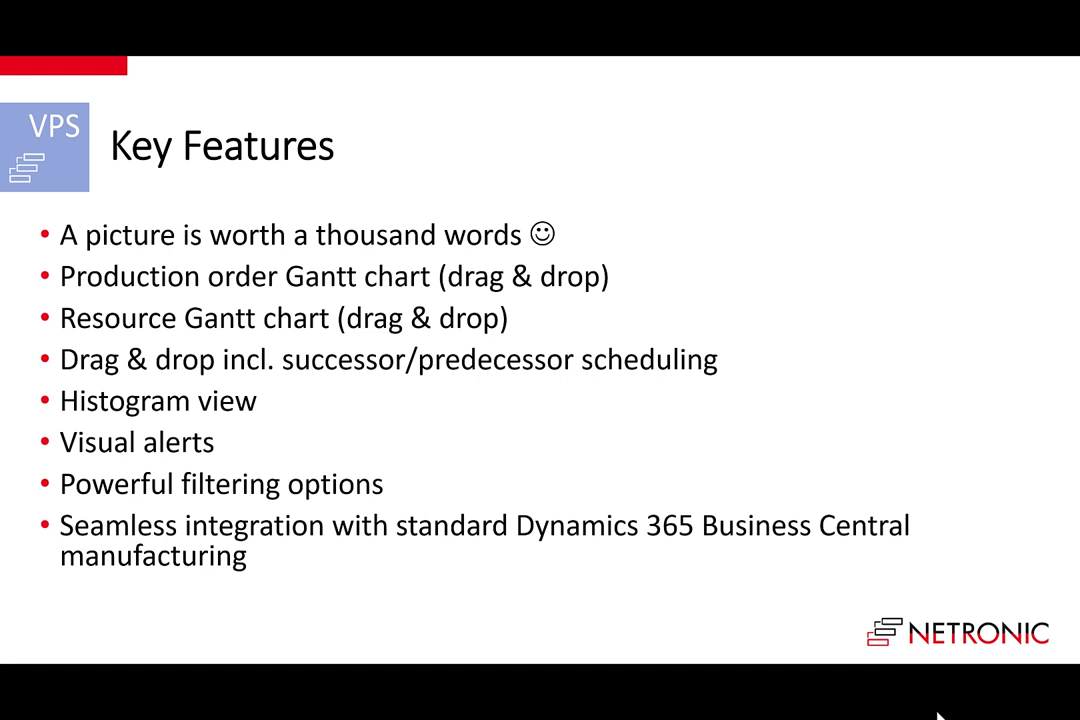 VPS
Key Features
• A picture is worth a thousand words ☺
• Production order Gantt chart (drag & drop)
• Resource Gantt chart (drag & drop)
• Drag & drop incl. successor/predecessor scheduling
• Histogram view
• Visual alerts
• Powerful filtering options
• Seamless integration with standard Dynamics 365 Business Central
manufacturing
NETRONIC